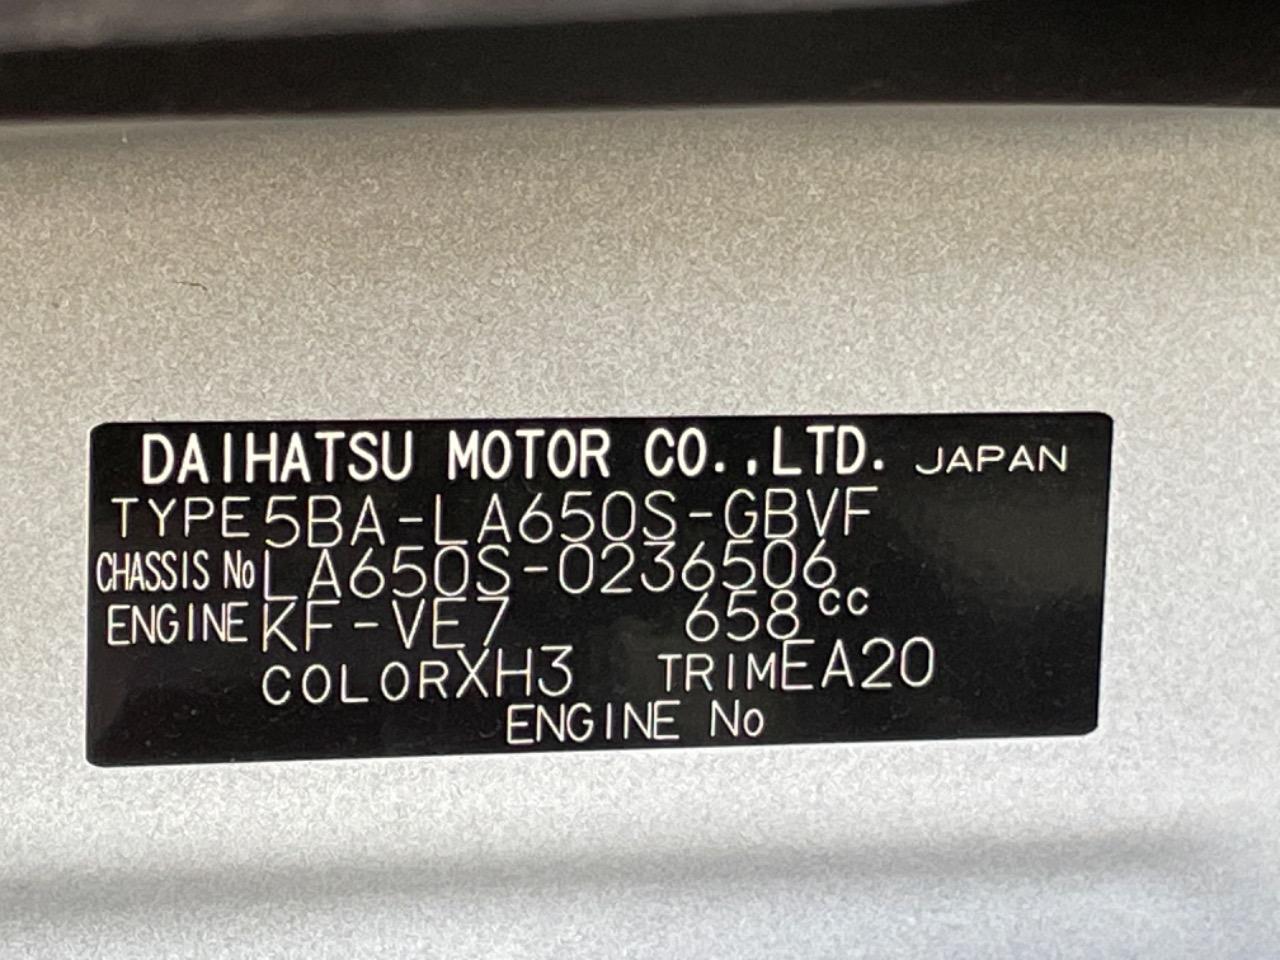 DAIHATSU MOTOR CO.,LTD. JAPAN
TYPE 5BA-LA650S-GBVF
CHASSIS No LA650S-0236506
ENGINE KF-VE7 658cc
COLOR XH3 TRIM EA20
ENGINE No